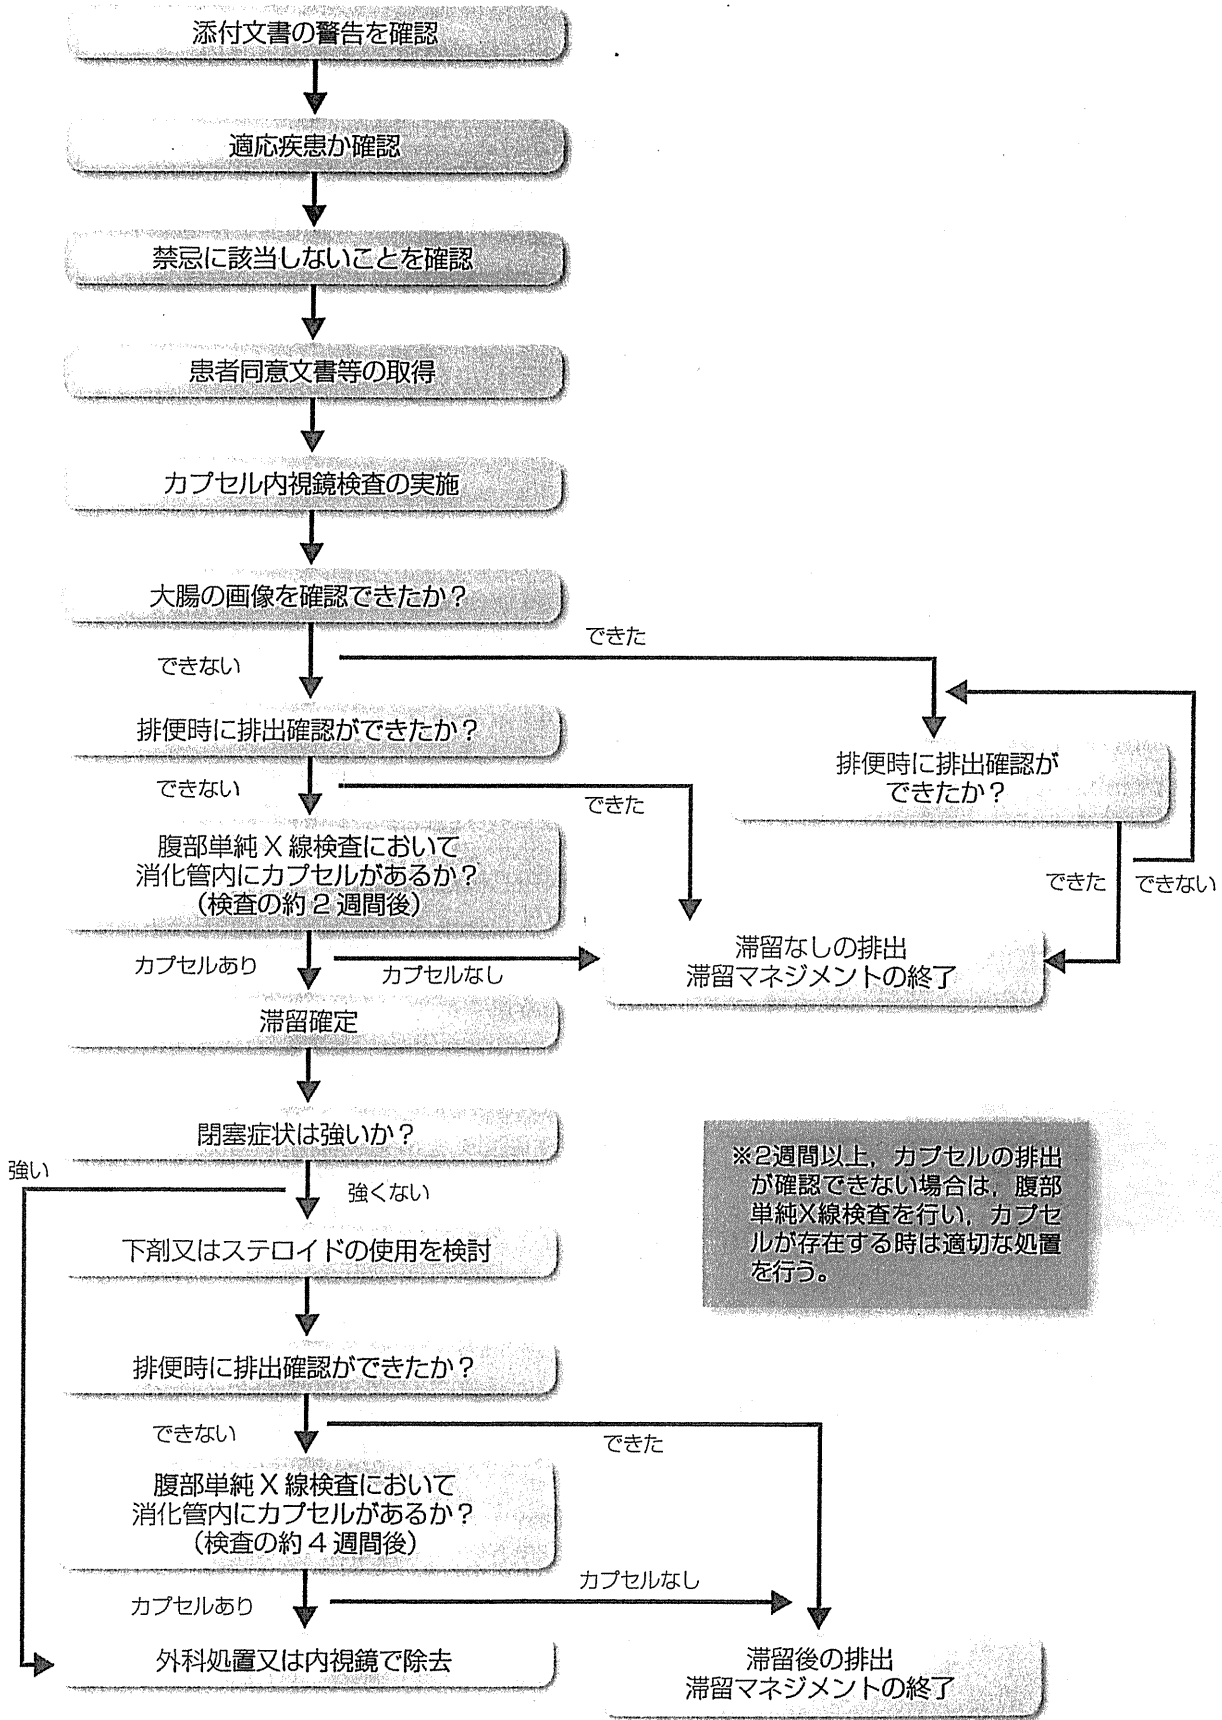 添付文書の警告を確認
適応疾患か確認
禁忌に該当しないことを確認
患者同意文書等の取得
カプセル内視鏡検査の実施
大腸の画像を確認できたか？
できない
できた
排便時に排出確認ができたか？
できない
できた
排便時に排出確認が
できたか？
できた
できない
腹部単純X線検査において
消化管内にカプセルがあるか？
（検査の約2週間後）
カプセルあり
カプセルなし
滞留なしの排出
滞留マネジメントの終了
滞留確定
閉塞症状は強いか？
強い
強くない
※2週間以上，カプセルの排出
が確認できない場合は，腹部
単純X線検査を行い，カプセ
ルが存在する時は適切な処置
を行う。
下剤又はステロイドの使用を検討
排便時に排出確認ができたか？
できない
できた
腹部単純X線検査において
消化管内にカプセルがあるか？
（検査の約4週間後）
カプセルあり
カプセルなし
外科処置又は内視鏡で除去
滞留後の排出
滞留マネジメントの終了